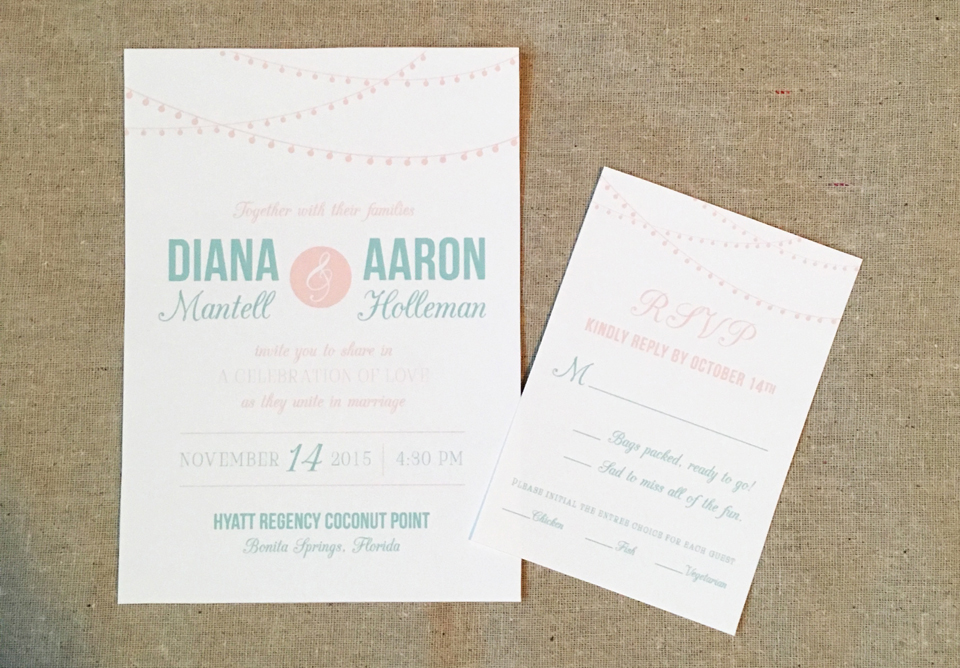 Together with their families
DIANA & AARON
Mantell Holleman
invite you to share in
A CELEBRATION OF LOVE
as they unite in marriage
NOVEMBER 14 2015 | 4:30 PM
HYATT REGENCY COCONUT POINT
Bonita Springs, Florida
RSVP
KINDLY REPLY BY OCTOBER 14TH
M
Bags packed, ready to go!
Sad to miss all of the fun.
PLEASE INITIAL THE ENTREE CHOICE FOR EACH GUEST
Chicken
Fish
Vegetarian